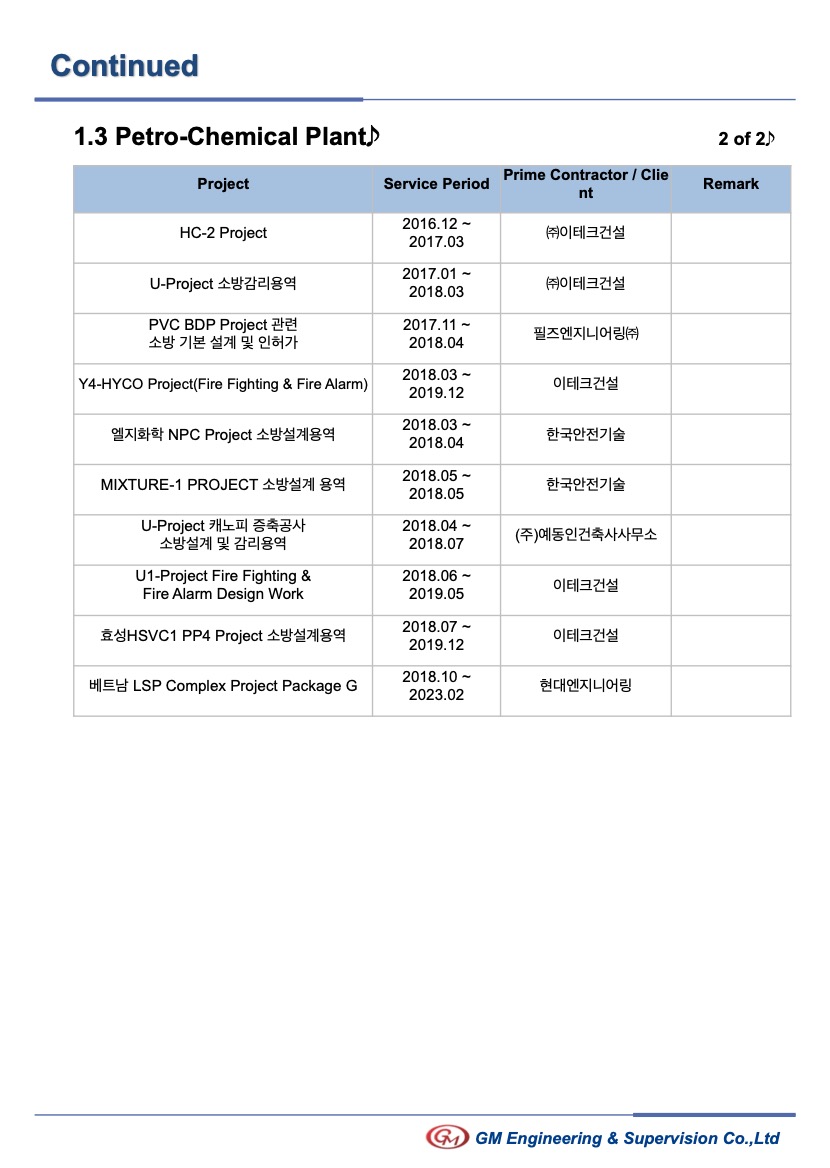 Continued
1.3 Petro-Chemical Plant♪
2 of 2♪
Project
Service Period
Prime Contractor / Clie
nt
Remark
HC-2 Project
2016.12 ~
2017.03
㈜이테크건설
U-Project 소방감리용역
2017.01 ~
2018.03
㈜이테크건설
PVC BDP Project 관련
소방 기본 설계 및 인허가
2017.11 ~
2018.04
필즈엔지니어링㈜
Y4-HYCO Project(Fire Fighting & Fire Alarm)
2018.03 ~
2019.12
이테크건설
엘지화학 NPC Project 소방설계용역
2018.03 ~
2018.04
한국안전기술
MIXTURE-1 PROJECT 소방설계 용역
2018.05 ~
2018.05
한국안전기술
U-Project 캐노피 증축공사
소방설계 및 감리용역
2018.04 ~
2018.07
(주)예동인건축사사무소
U1-Project Fire Fighting &
Fire Alarm Design Work
2018.06 ~
2019.05
이테크건설
효성HSVC1 PP4 Project 소방설계용역
2018.07 ~
2019.12
이테크건설
베트남 LSP Complex Project Package G
2018.10 ~
2023.02
현대엔지니어링
GM GM Engineering & Supervision Co.,Ltd